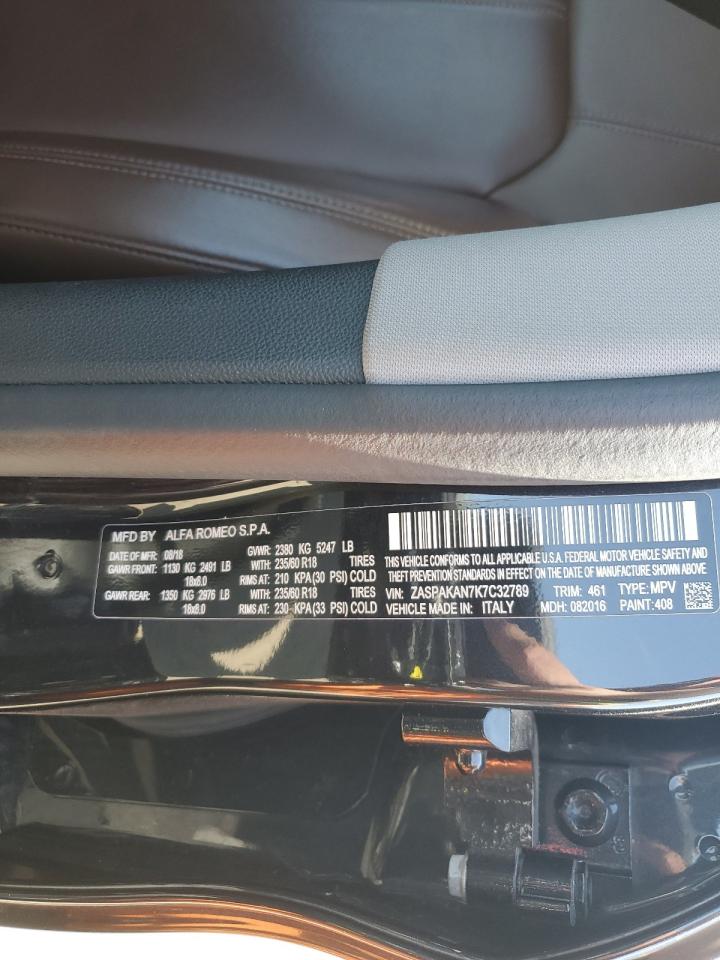 MFD BY ALFA ROMEO S.P.A.
DATE OF MFR: 08/18 GVWR: 2380 KG 5247 LB
GAWR FRONT: 1130 KG 2491 LB WITH 235/60 R18 TIRES
18x8.0 RIMS AT: 210 KPA(30 PSI) COLD
GAWR REAR: 1350 KG 2976 LB WITH 235/60 R18 TIRES
18x8.0 RIMS AT: 230 KPA(33 PSI) COLD
THIS VEHICLE CONFORMS TO ALL APPLICABLE U.S.A. FEDERAL MOTOR VEHICLE SAFETY AND
THEFT PREVENTION STANDARDS IN EFFECT ON THE DATE OF MANUFACTURE SHOWN ABOVE
VIN: ZASPAKAN7K7C32789 TRIM: 461 TYPE: MPV
VEHICLE MADE IN: ITALY MDH: 082016 PAINT: 408